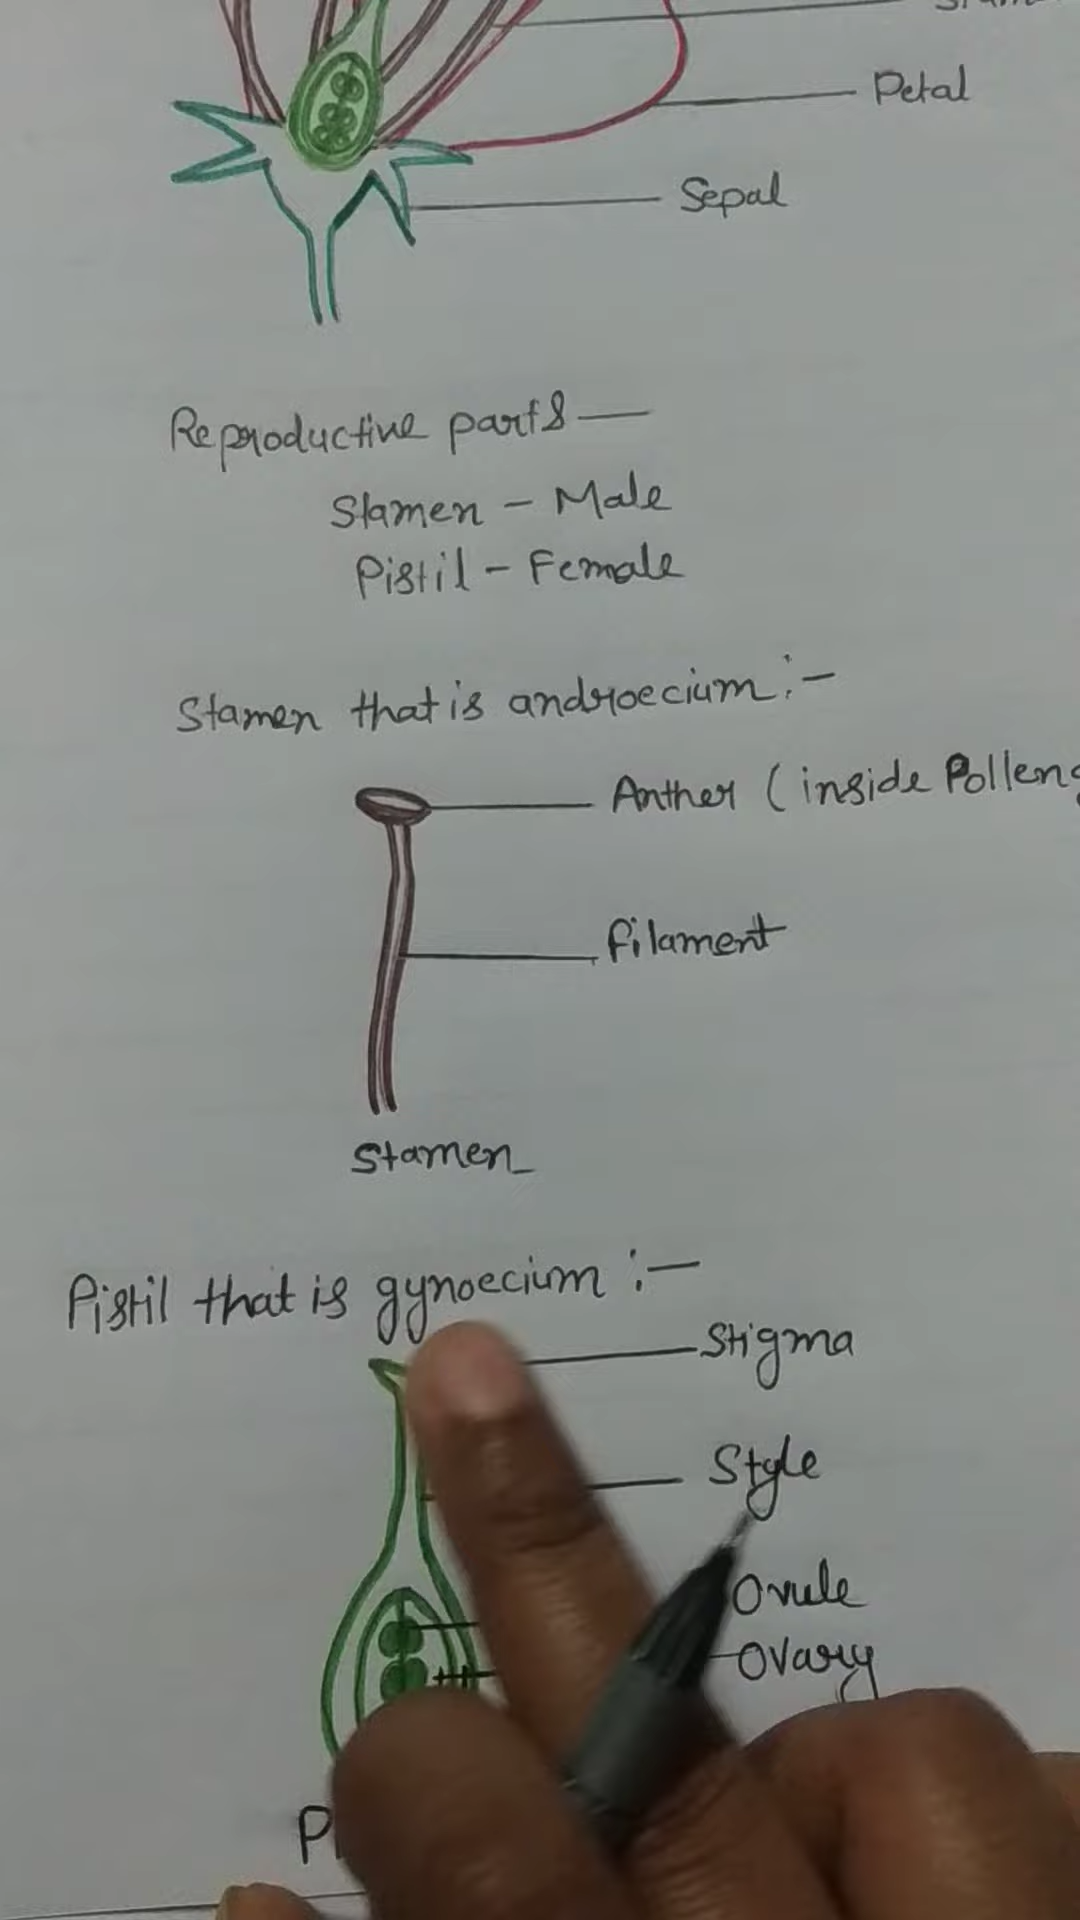 Petal
Sepal
Reproductive parts —
Stamen - Male
Pistil - Female
Stamen that is androecium :-
Anther (inside Polleng
Filament
Stamen
Pistil that is gynoecium :-
Stigma
Style
Ovule
Ovary